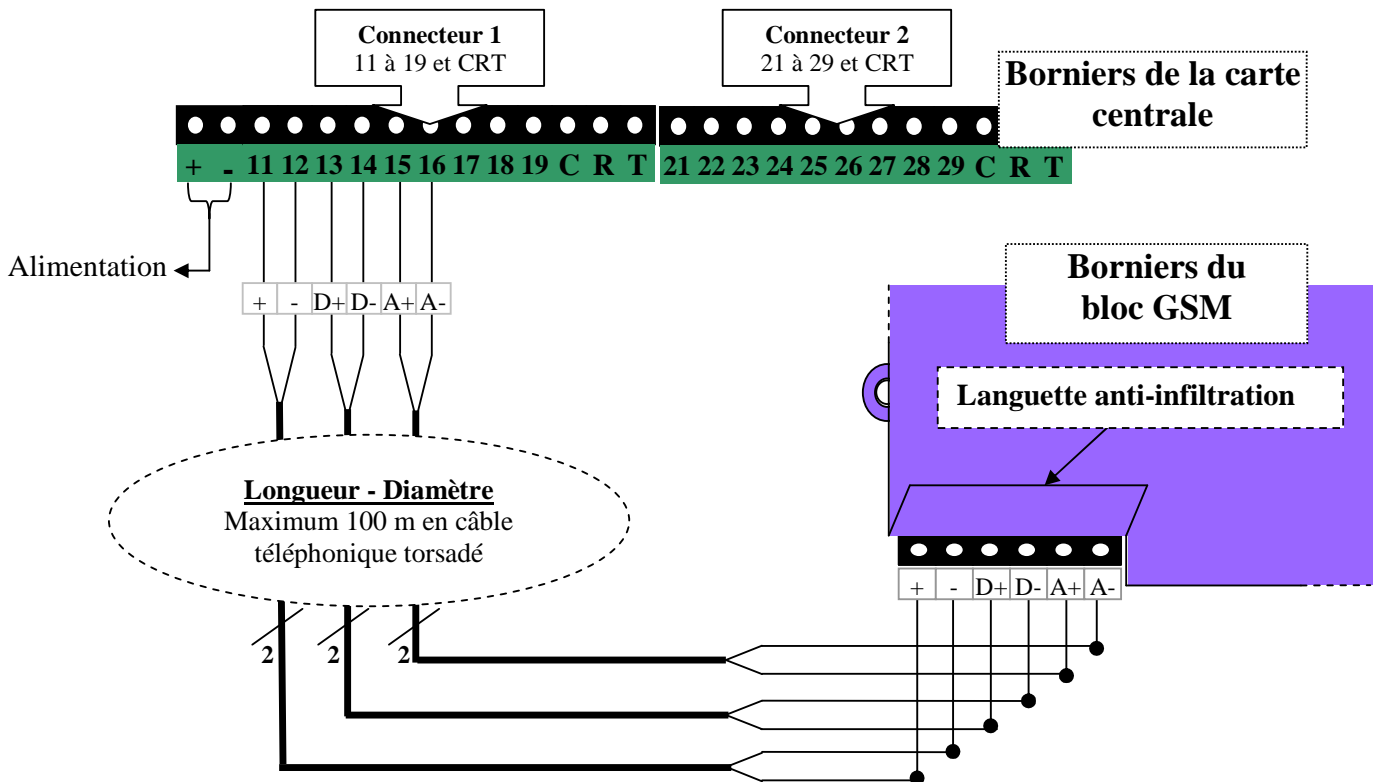 Connecteur 1
11 à 19 et CRT
Connecteur 2
21 à 29 et CRT
Borniers de la carte
centrale
+ - 11 12 13 14 15 16 17 18 19 C R T
21 22 23 24 25 26 27 28 29 C R T
Alimentation
+ - D+ D- A+ A-
Borniers du
bloc GSM
Languette anti-infiltration
Longueur - Diamètre
Maximum 100 m en câble
téléphonique torsadé
+ - D+ D- A+ A-
2 2 2